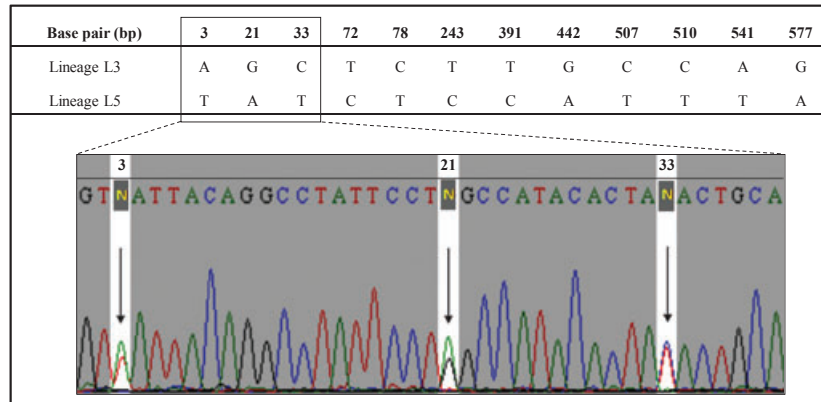 Base pair (bp) 3 21 33 72 78 243 391 442 507 510 541 577
Lineage L3 A G C T C T T G C C A G
Lineage L5 T A T C T C C A T T T A
3 21 33
GTNATTACAGGCCTATTCCTNGCCATACACTANACTGCA